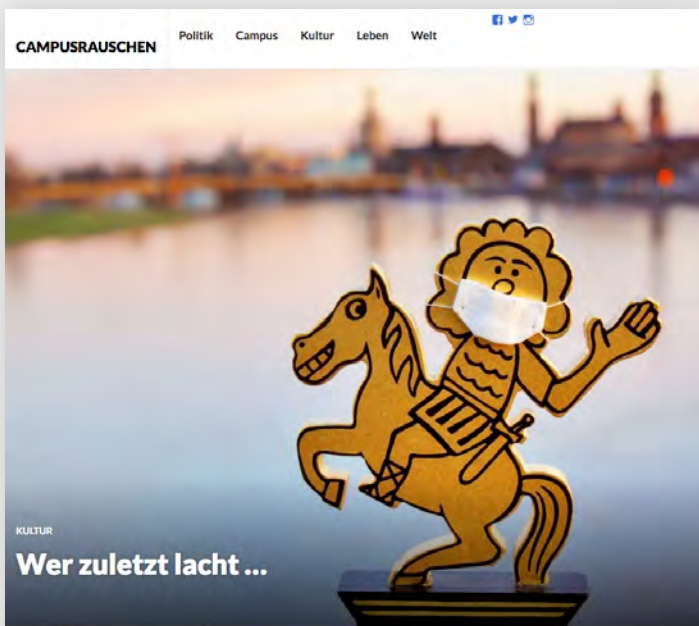 CAMPUSRAUSCHEN
Politik Campus Kultur Leben Welt
KULTUR
Wer zuletzt lacht ...